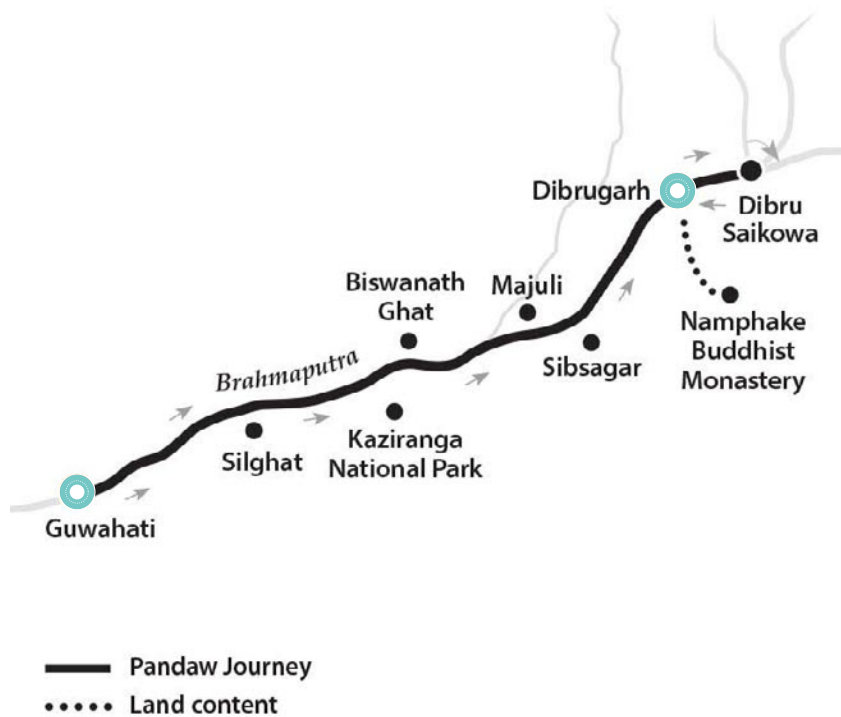 Dibrugarh
Dibru
Saikowa
Biswanath
Ghat
Majuli
Namphake
Buddhist
Monastery
Sibsagar
Brahmaputra
Silghat
Kaziranga
National Park
Guwahati
Pandaw Journey
Land content